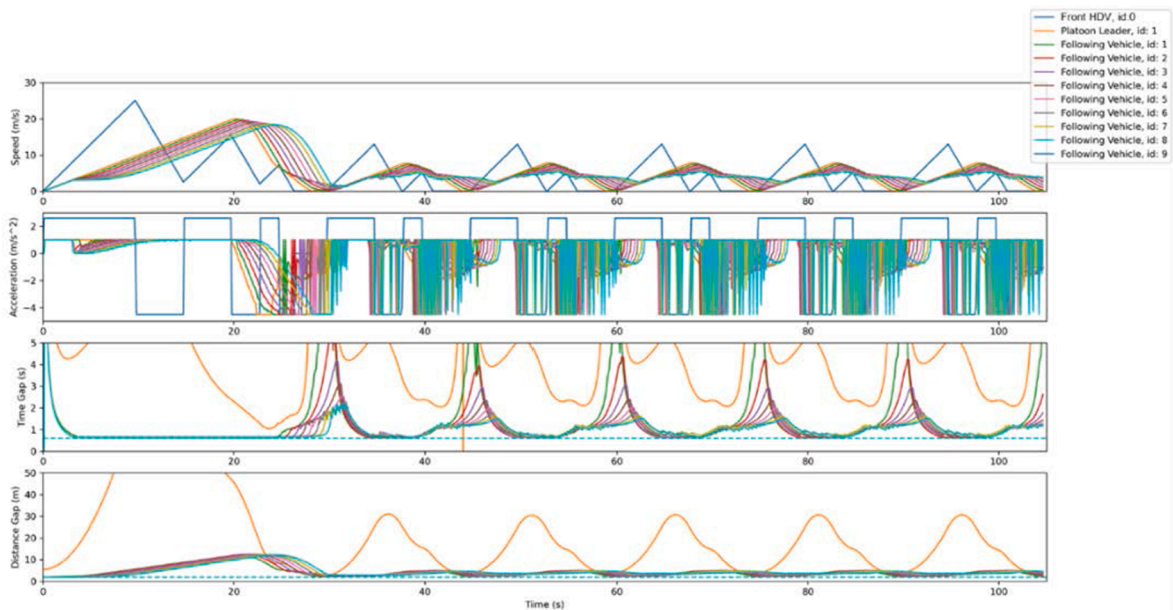 Front HDV, id:0
Platoon Leader, id: 1
Following Vehicle, id: 1
Following Vehicle, id: 2
Following Vehicle, id: 3
Following Vehicle, id: 4
Following Vehicle, id: 5
Following Vehicle, id: 6
Following Vehicle, id: 7
Following Vehicle, id: 8
Following Vehicle, id: 9
Speed (m/s)
30
20
10
0
0 20 40 60 80 100
Acceleration (m/s^2)
2
0
−2
−4
0 20 40 60 80 100
Time Gap (s)
5
4
3
2
1
0
0 20 40 60 80 100
Distance Gap (m)
50
40
30
20
10
0
0 20 40 60 80 100
Time (s)